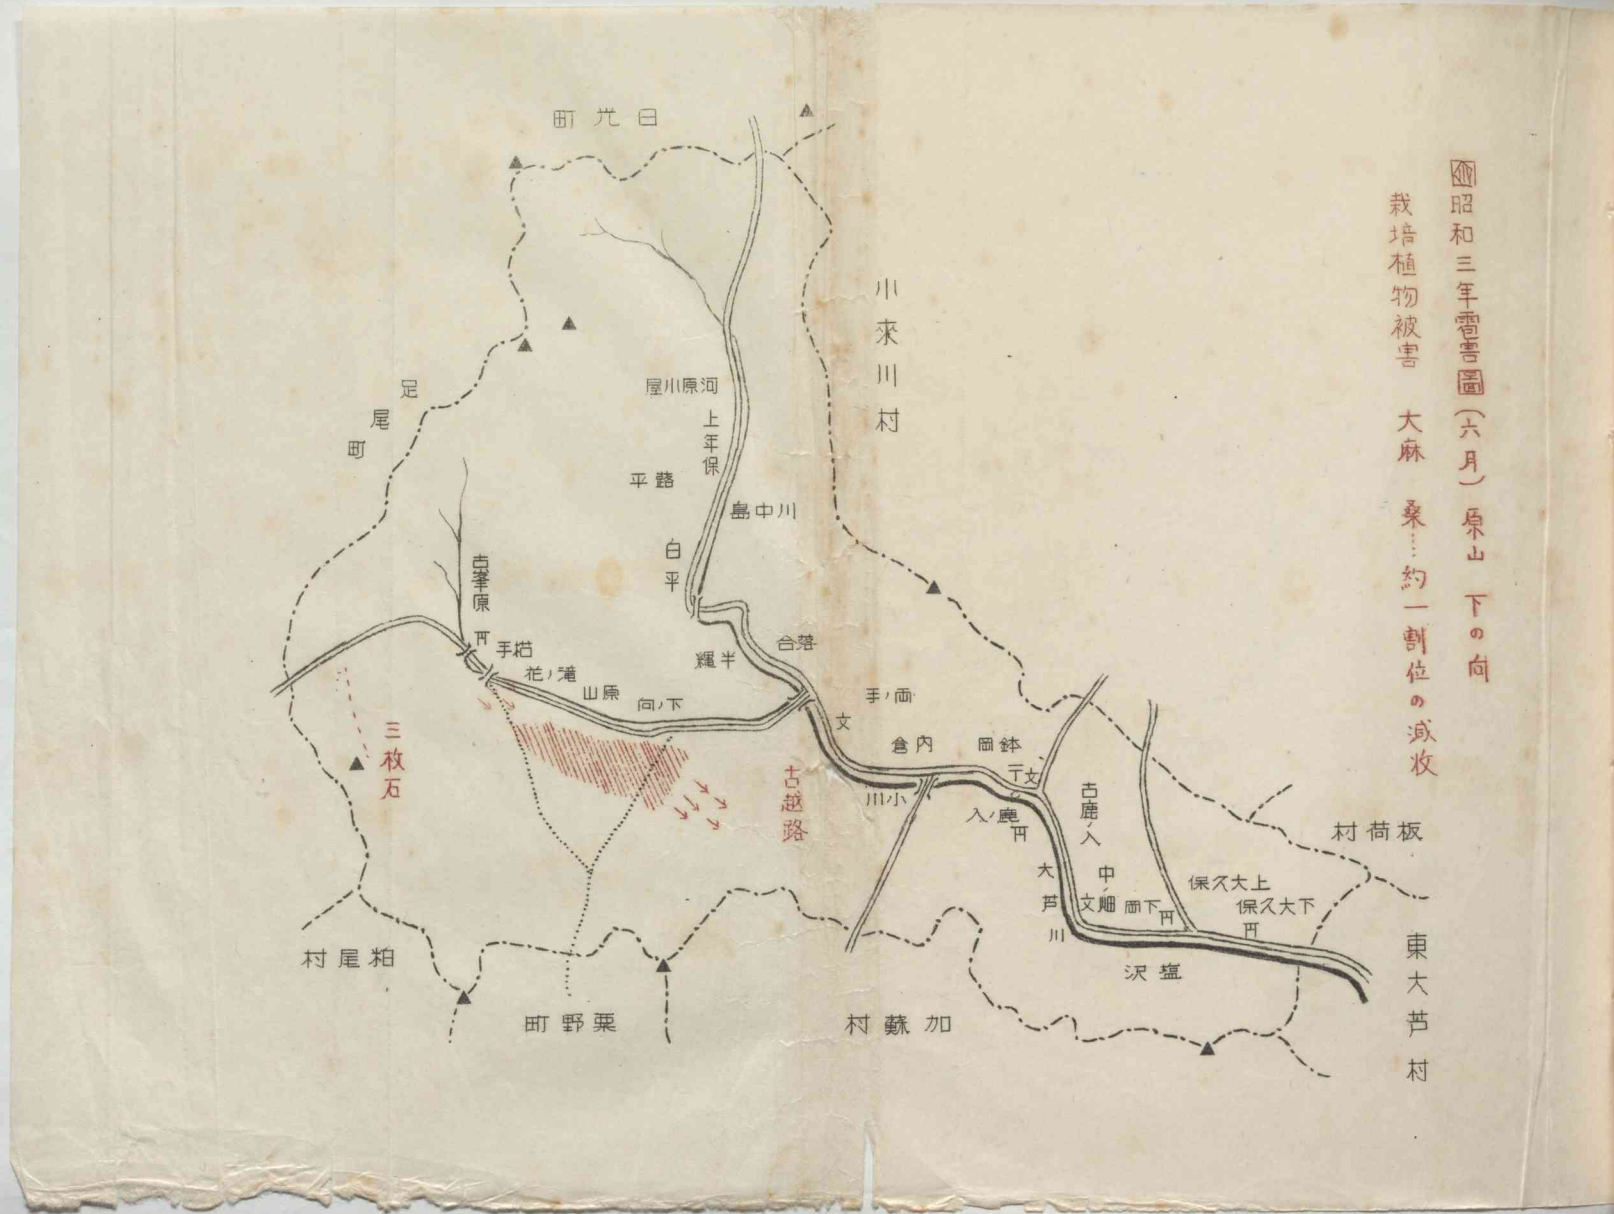 昭和三年雹害圖(六月) 原山 下の向
栽培植物被害 大麻 桑……約一割位の減收
日光町
小來川村
足尾町
河原小屋
上年保
蕗平
川中島
白平
古峯原
滝ノ花
原山
下ノ向
半縄
落合
両ノ手
文
内倉
鉢岡
文
小川
鹿ノ入
古鹿ノ入
三枚石
古越路
大芦川
中ノ畑
文
下岡
上大久保
下大久保
板荷村
塩沢
東大芦村
粕尾村
粟野町
加蘇村